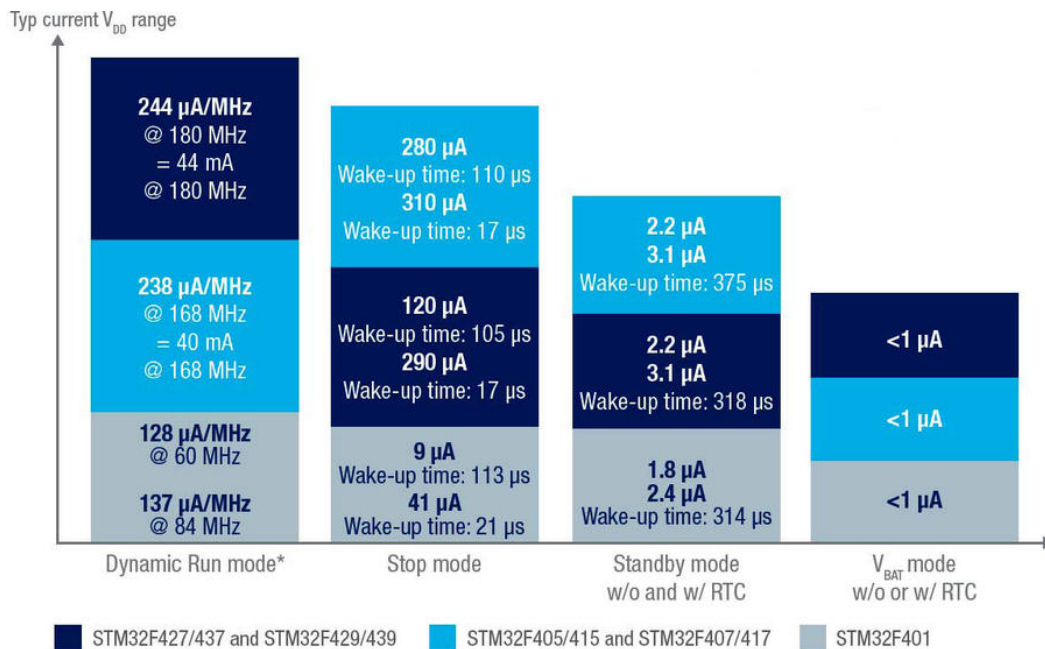 Typ current VDD range
244 µA/MHz
@ 180 MHz
= 44 mA
@ 180 MHz
238 µA/MHz
@ 168 MHz
= 40 mA
@ 168 MHz
128 µA/MHz
@ 60 MHz
137 µA/MHz
@ 84 MHz
Dynamic Run mode*
280 µA
Wake-up time: 110 µs
310 µA
Wake-up time: 17 µs
120 µA
Wake-up time: 105 µs
290 µA
Wake-up time: 17 µs
9 µA
Wake-up time: 113 µs
41 µA
Wake-up time: 21 µs
Stop mode
2.2 µA
3.1 µA
Wake-up time: 375 µs
2.2 µA
3.1 µA
Wake-up time: 318 µs
1.8 µA
2.4 µA
Wake-up time: 314 µs
Standby mode
w/o and w/ RTC
<1 µA
<1 µA
<1 µA
VBAT mode
w/o or w/ RTC
STM32F427/437 and STM32F429/439
STM32F405/415 and STM32F407/417
STM32F401